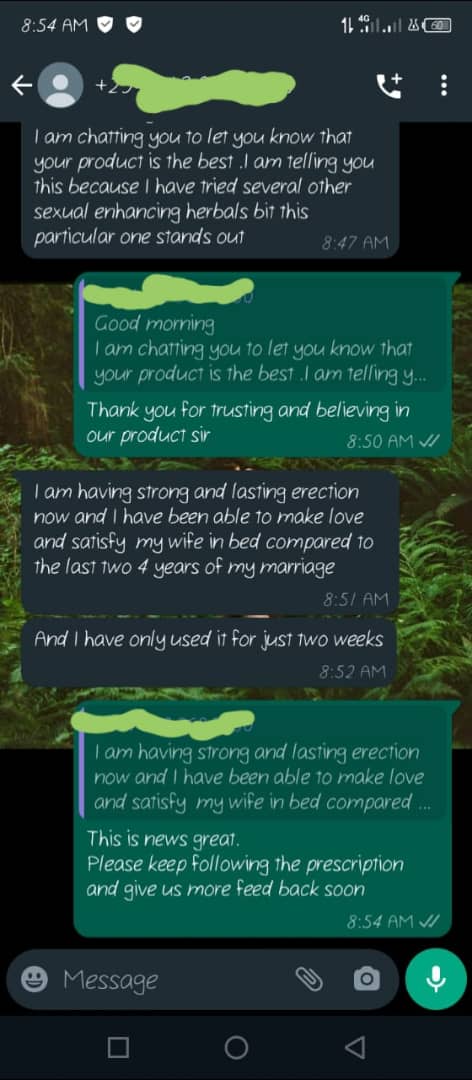 8:54 AM
4G
60
I am chatting you to let you know that
your product is the best .I am telling you
this because I have tried several other
sexual enhancing herbals bit this
particular one stands out
8:47 AM
Good morning
I am chatting you to let you know that
your product is the best .I am telling y...
Thank you for trusting and believing in
our product sir
8:50 AM
I am having strong and lasting erection
now and I have been able to make love
and satisfy my wife in bed compared to
the last two 4 years of my marriage
8:51 AM
And I have only used it for just two weeks
8:52 AM
I am having strong and lasting erection
now and I have been able to make love
and satisfy my wife in bed compared ...
This is news great.
Please keep following the prescription
and give us more feed back soon
8:54 AM
Message